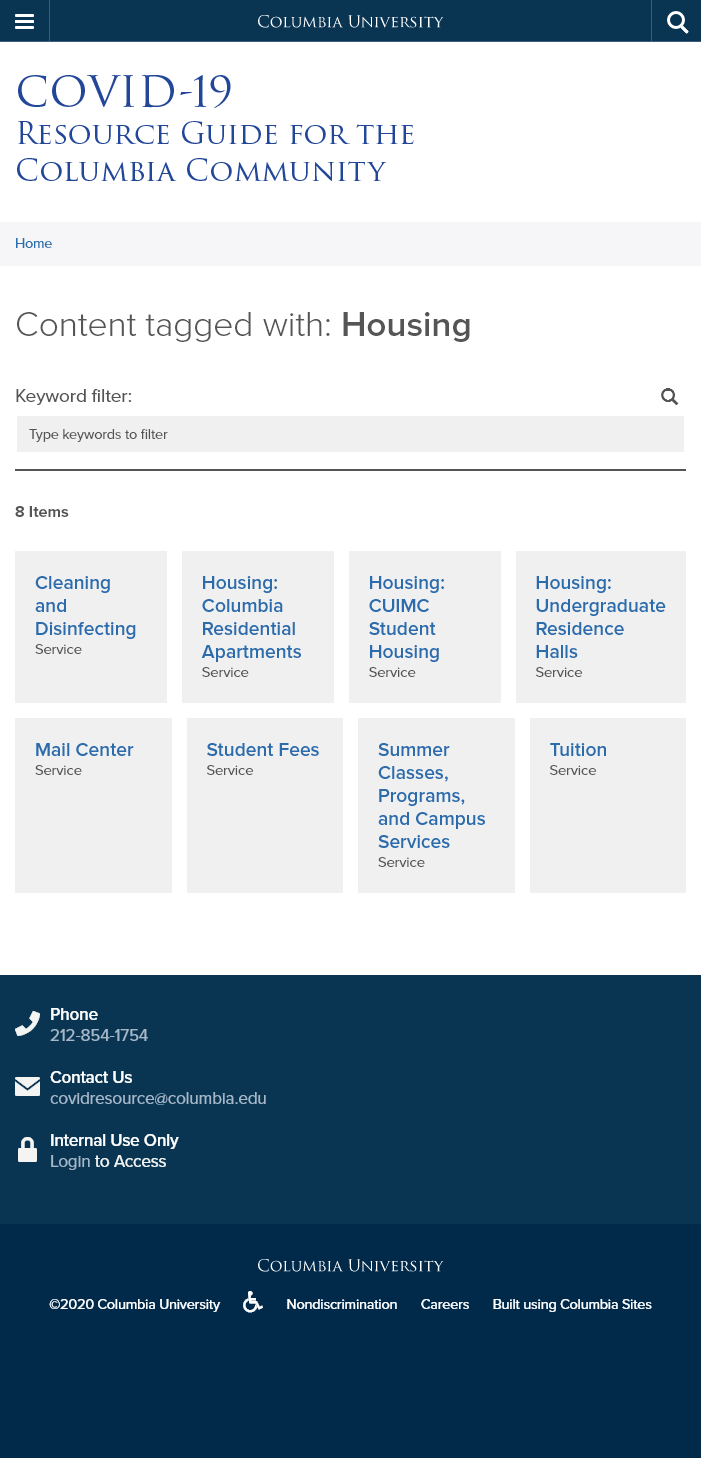 Columbia University
COVID-19
Resource Guide for the
Columbia Community
Home
Content tagged with: Housing
Keyword filter:
Type keywords to filter
8 Items
Cleaning
and
Disinfecting
Service
Housing:
Columbia
Residential
Apartments
Service
Housing:
CUIMC
Student
Housing
Service
Housing:
Undergraduate
Residence
Halls
Service
Mail Center
Service
Student Fees
Service
Summer
Classes,
Programs,
and Campus
Services
Service
Tuition
Service
Phone
212-854-1754
Contact Us
covidresource@columbia.edu
Internal Use Only
Login to Access
Columbia University
©2020 Columbia University Nondiscrimination Careers Built using Columbia Sites